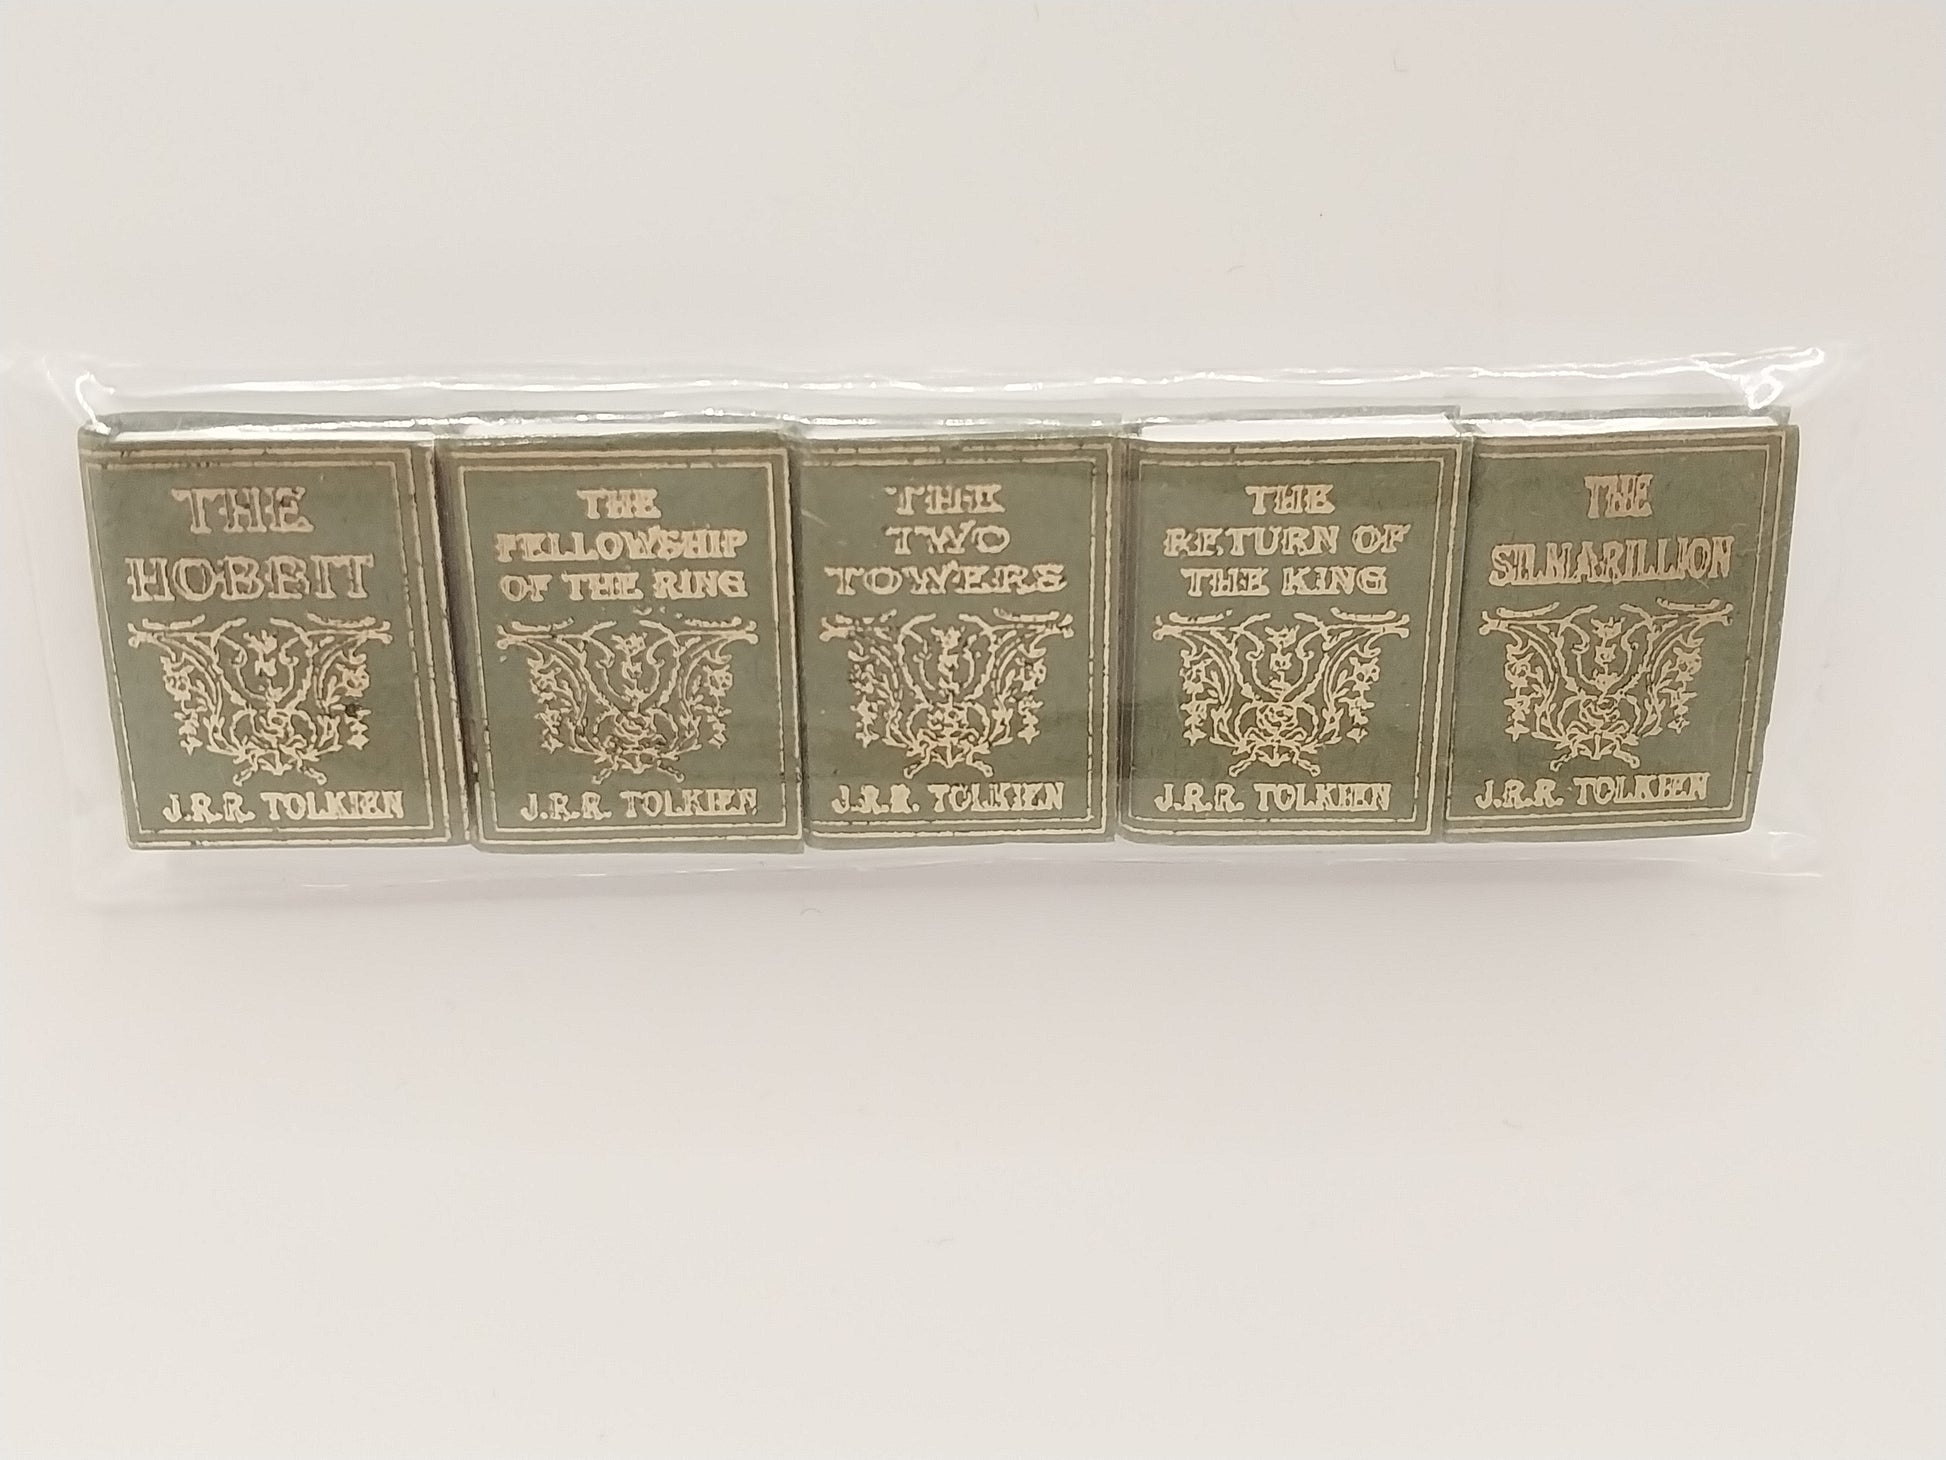 THE
HOBBIT
J.R.R. TOLKIEN
THE
FELLOWSHIP
OF THE RING
J.R.R. TOLKIEN
THE
TWO
TOWERS
J.R.R. TOLKIEN
THE
RETURN OF
THE KING
J.R.R. TOLKIEN
THE
SILMARILLION
J.R.R. TOLKIEN